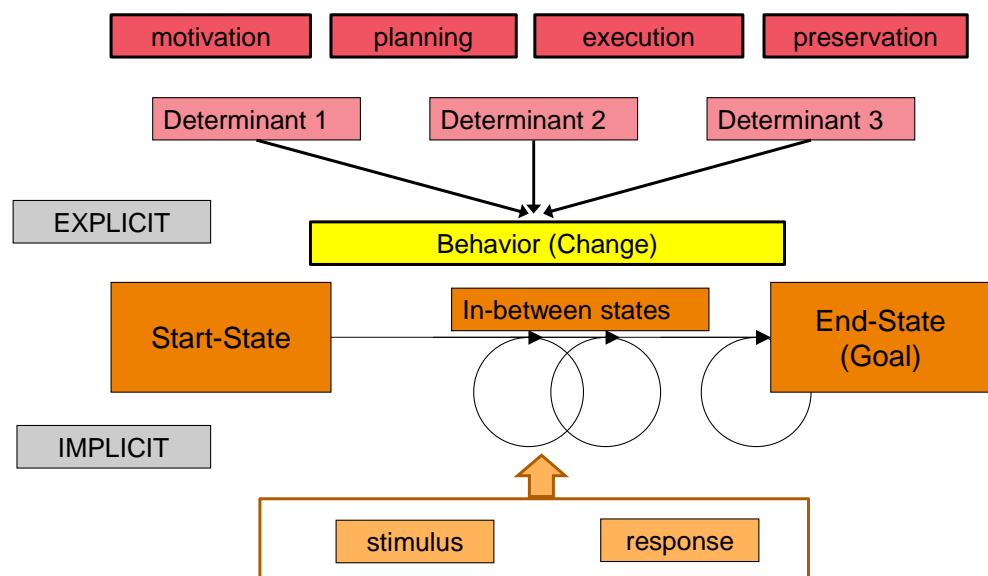 motivation
planning
execution
preservation
Determinant 1
Determinant 2
Determinant 3
EXPLICIT
Behavior (Change)
Start-State
In-between states
End-State
(Goal)
IMPLICIT
stimulus
response